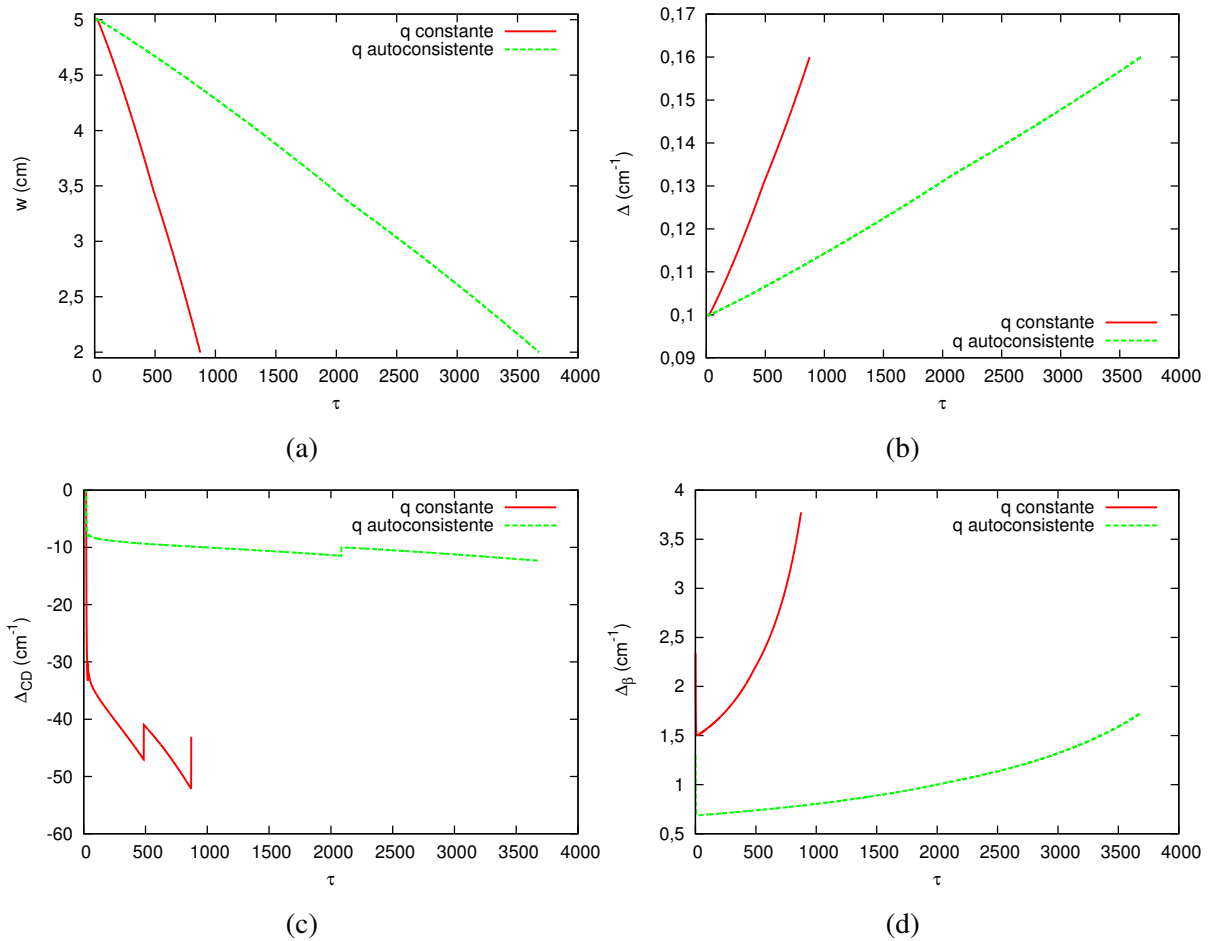 5
4,5
4
3,5
3
2,5
2
0 500 1000 1500 2000 2500 3000 3500 4000
w (cm)
τ
q constante
q autoconsistente
(a)
0,17
0,16
0,15
0,14
0,13
0,12
0,11
0,1
0,09
0 500 1000 1500 2000 2500 3000 3500 4000
Δ (cm⁻¹)
τ
q constante
q autoconsistente
(b)
0
-10
-20
-30
-40
-50
-60
0 500 1000 1500 2000 2500 3000 3500 4000
Δ_CD (cm⁻¹)
τ
q constante
q autoconsistente
(c)
4
3,5
3
2,5
2
1,5
1
0,5
0 500 1000 1500 2000 2500 3000 3500 4000
Δ_β (cm⁻¹)
τ
q constante
q autoconsistente
(d)